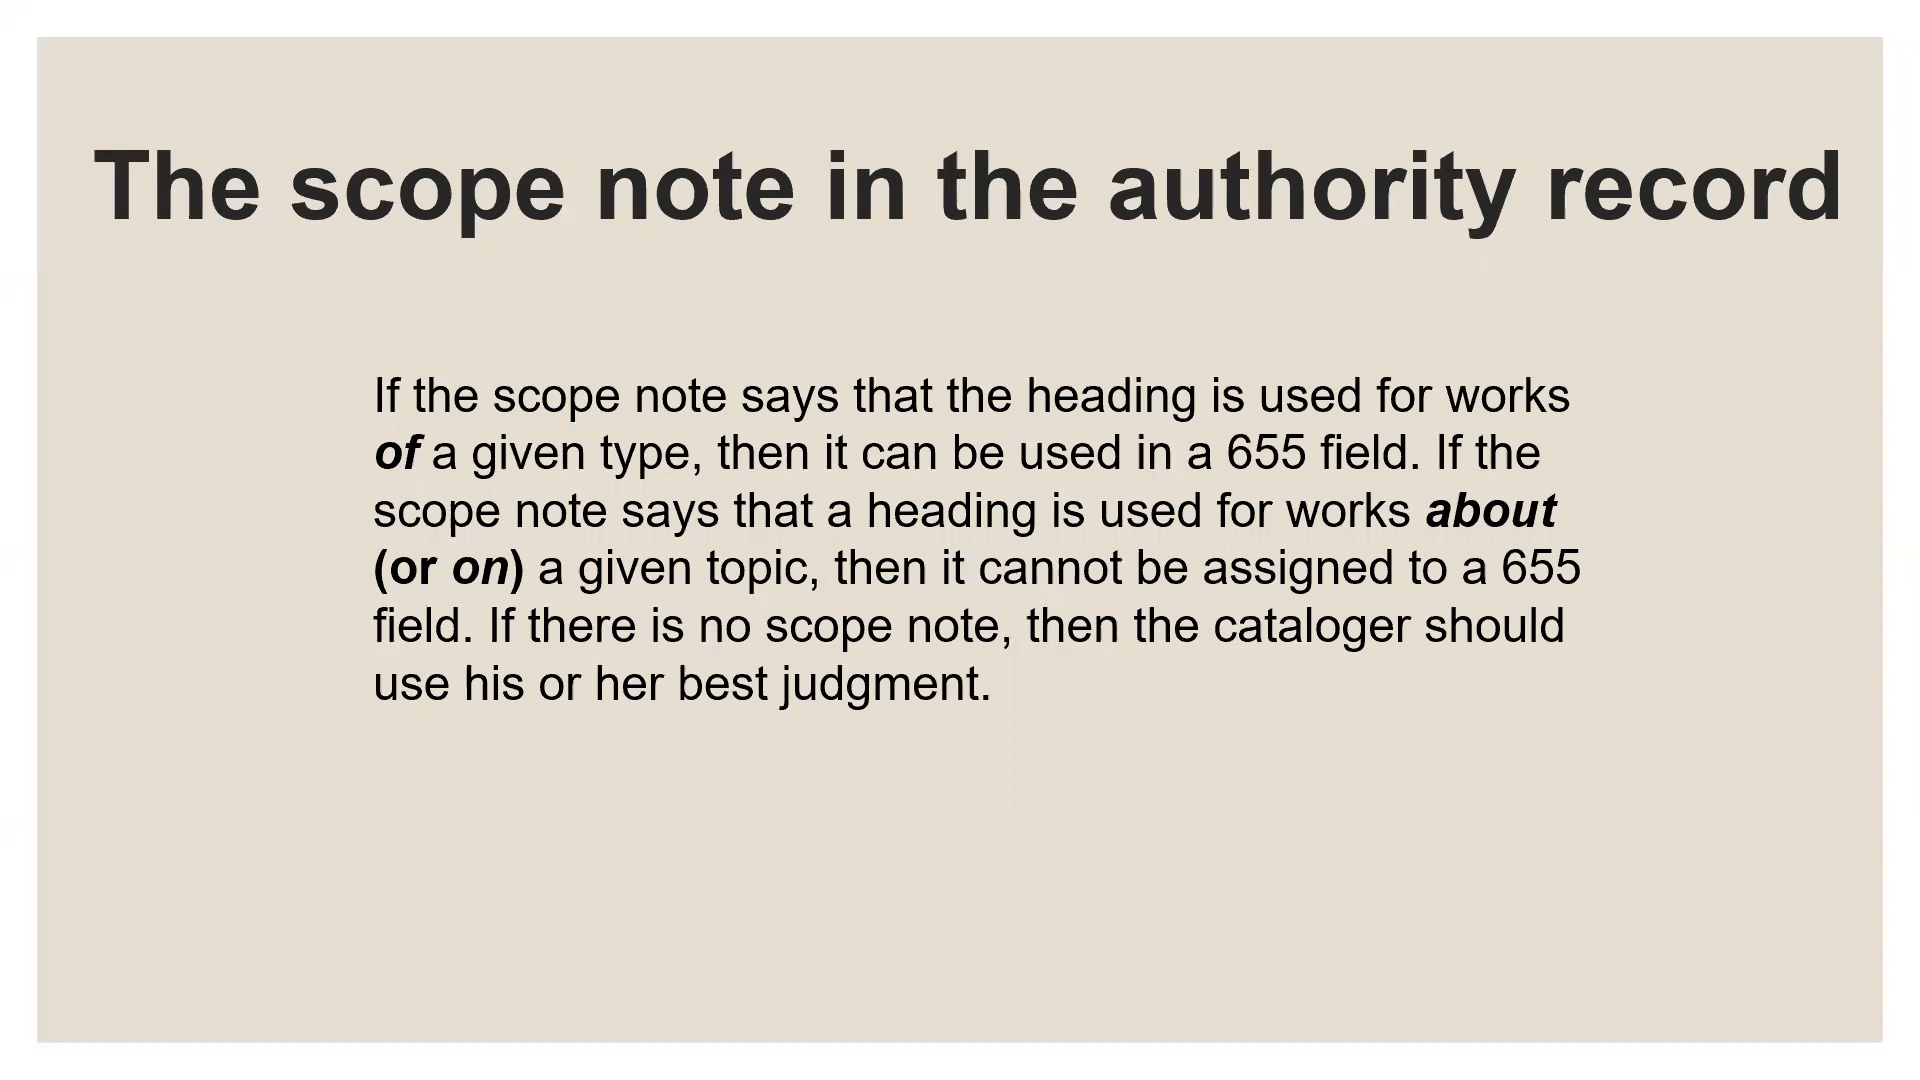 The scope note in the authority record
If the scope note says that the heading is used for works
of a given type, then it can be used in a 655 field. If the
scope note says that a heading is used for works about
(or on) a given topic, then it cannot be assigned to a 655
field. If there is no scope note, then the cataloger should
use his or her best judgment.